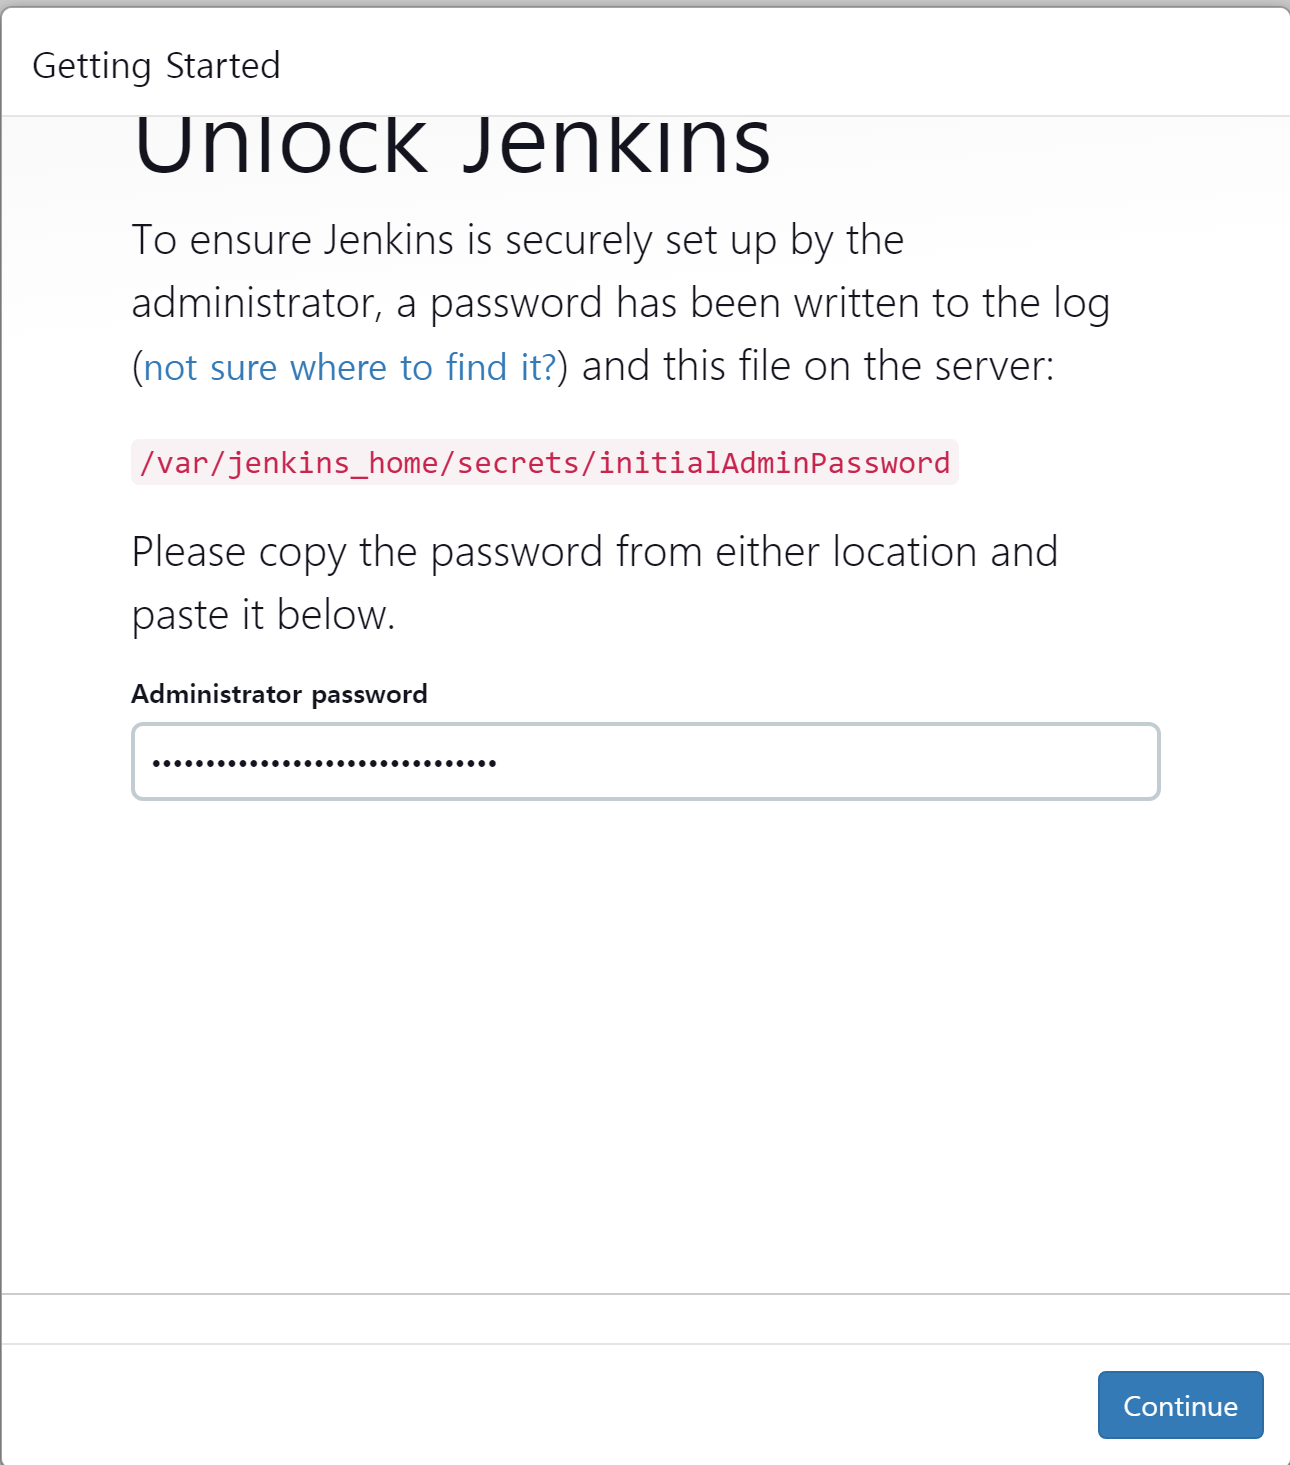 Getting Started
Unlock Jenkins
To ensure Jenkins is securely set up by the
administrator, a password has been written to the log
(not sure where to find it?) and this file on the server:
/var/jenkins_home/secrets/initialAdminPassword
Please copy the password from either location and
paste it below.
Administrator password
••••••••••••••••••••••••••••••••
Continue